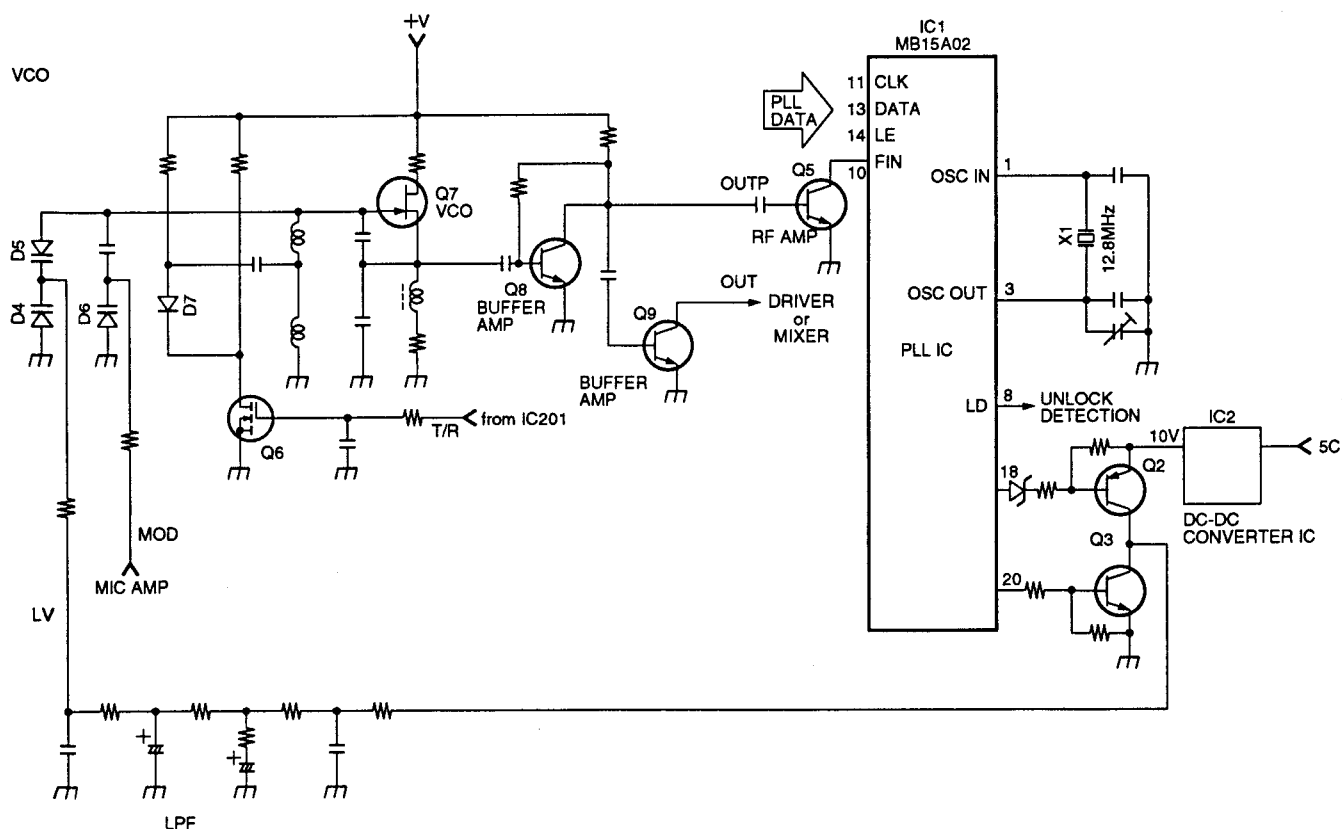 VCO
+V
IC1
MB15A02
PLL
DATA
11 CLK
13 DATA
14 LE
10 FIN
Q5
OUTP
RF AMP
OSC IN 1
X1
12.8MHz
OSC OUT 3
PLL IC
LD 8
UNLOCK
DETECTION
Q7
VCO
D5
D4
D6
D7
Q8
BUFFER
AMP
Q9
BUFFER
AMP
OUT
DRIVER
or
MIXER
Q6
T/R
from IC201
10V
IC2
5C
DC-DC
CONVERTER IC
18
Q2
Q3
20
MOD
MIC AMP
LV
+
+
LPF